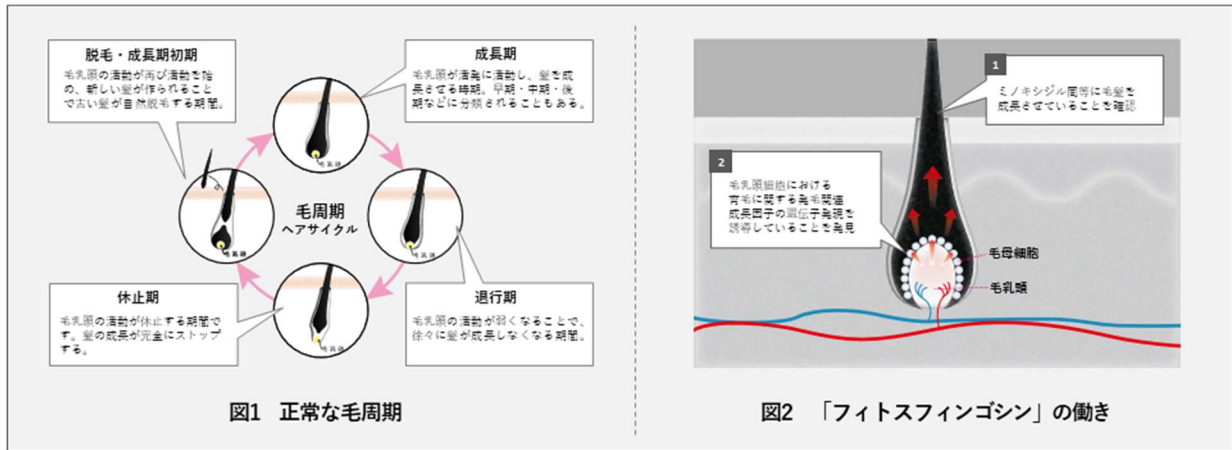 脱毛・成長期初期
毛乳頭の活動が再び活動を始
め、新しい髪が作られること
で古い髪が自然脱毛する期間。
成長期
毛乳頭が活発に活動し、髪を成
長させる時期。早期・中期・後
期などに分類されることもある。
毛乳頭
毛乳頭
毛周期
ヘアサイクル
毛乳頭
毛乳頭
休止期
毛乳頭の活動が休止する期間で
す。髪の成長が完全にストップ
する。
退行期
毛乳頭の活動が弱くなることで、
徐々に髪が成長しなくなる期間。
図1 正常な毛周期
1
ミノキシジル同等に毛髪を
成長させていることを確認
2
毛乳頭細胞における
育毛に関する発毛関連
成長因子の遺伝子発現を
誘導していることを発見
毛母細胞
毛乳頭
図2 「フィトスフィンゴシン」の働き